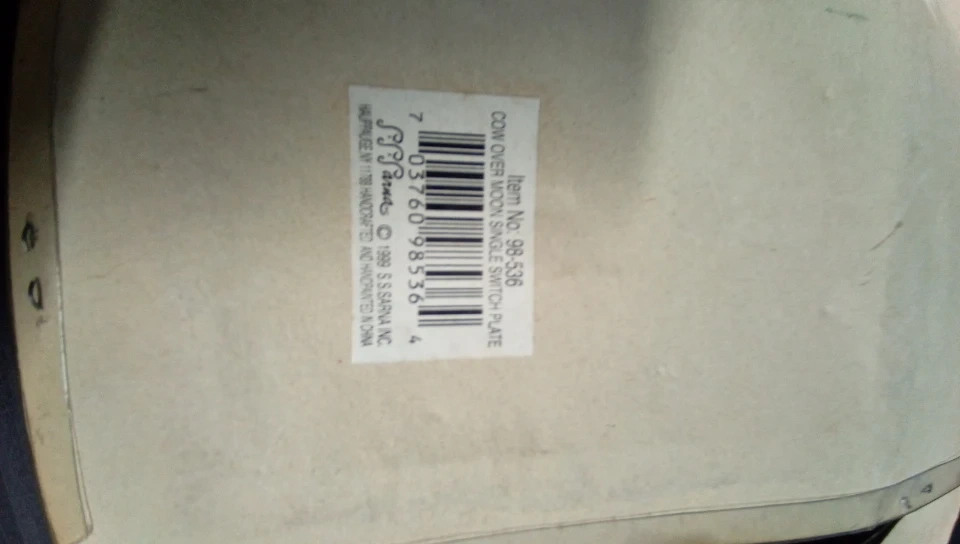 Item No: 98-536
COW OVER MOON SINGLE SWITCH PLATE
7 03760 98536 4
SSSarna © 1999 S.S.SARNA INC.
HAUPPAUGE NY 11788 HANDCRAFTED AND HANDPAINTED IN CHINA